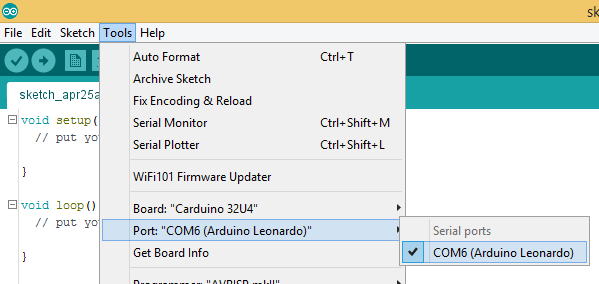 sk
File Edit Sketch Tools Help
Auto Format Ctrl+T
Archive Sketch
sketch_apr25a
Fix Encoding & Reload
void setup(
Serial Monitor Ctrl+Shift+M
// put yo
Serial Plotter Ctrl+Shift+L
}
WiFi101 Firmware Updater
void loop()
Board: "Carduino 32U4"
// put yo
Port: "COM6 (Arduino Leonardo)"
Serial ports
}
Get Board Info
COM6 (Arduino Leonardo)